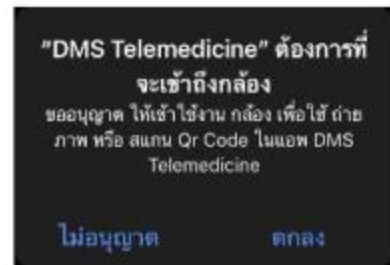 "DMS Telemedicine" ต้องการที่
จะเข้าถึงกล้อง
ขออนุญาต ให้เข้าใช้งาน กล้อง เพื่อใช้ ถ่าย
ภาพ หรือ สแกน Qr Code ในแอพ DMS
Telemedicine
ไม่อนุญาต ตกลง